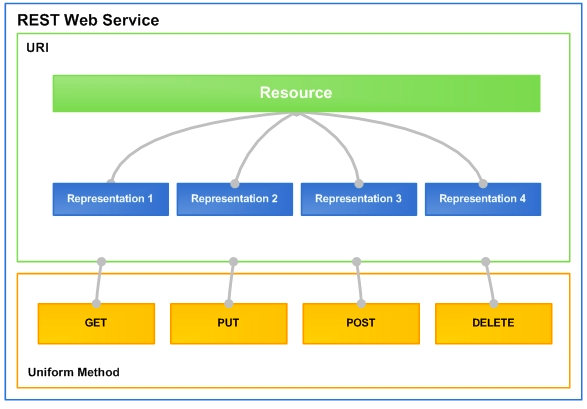 REST Web Service
URI
Resource
Representation 1
Representation 2
Representation 3
Representation 4
GET
PUT
POST
DELETE
Uniform Method